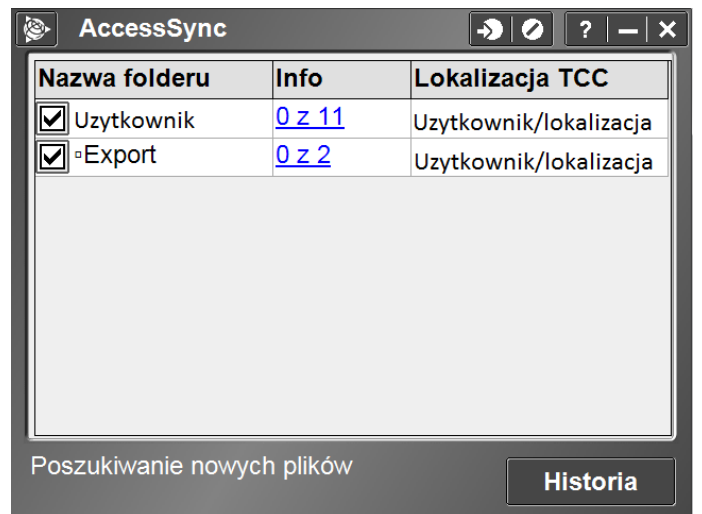 AccessSync ? – ×
Nazwa folderu Info Lokalizacja TCC
Uzytkownik 0 z 11 Uzytkownik/lokalizacja
▫Export 0 z 2 Uzytkownik/lokalizacja
Poszukiwanie nowych plików
Historia